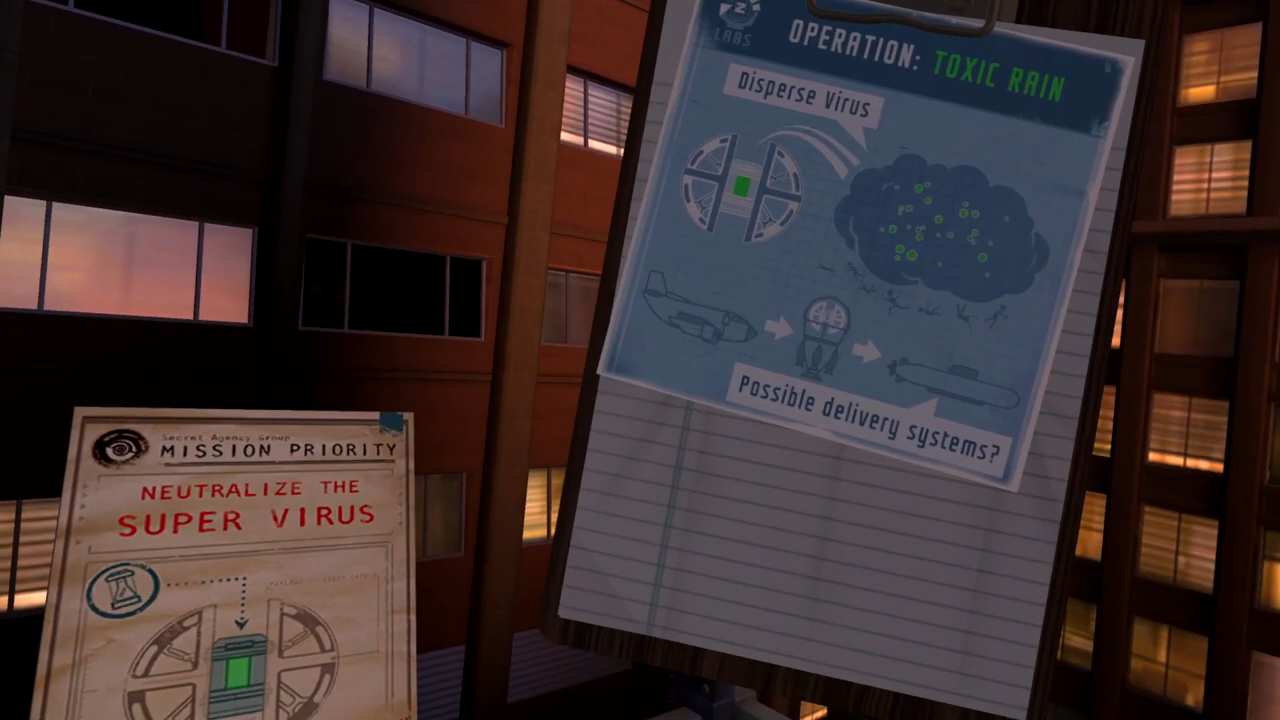 LABS
OPERATION: TOXIC RAIN
Disperse Virus
Possible delivery systems?
Secret Agency Group
MISSION PRIORITY
NEUTRALIZE THE
SUPER VIRUS